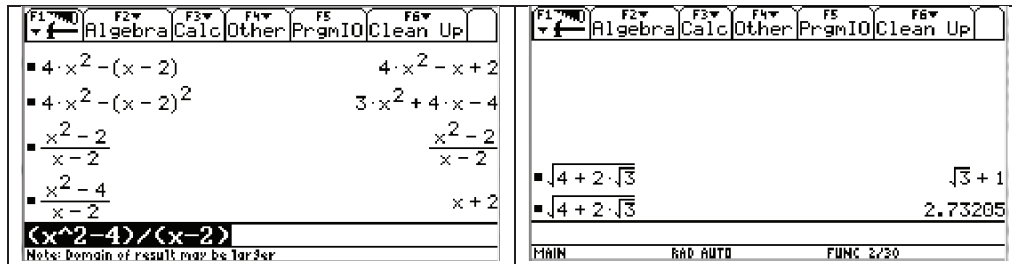 F1 F2 Algebra F3 Calc F4 Other F5 PrgmIO F6 Clean Up
4·x² - (x - 2) 4·x² - x + 2
4·x² - (x - 2)² 3·x² + 4·x - 4
(x² - 2)/(x - 2) (x² - 2)/(x - 2)
(x² - 4)/(x - 2) x + 2
(x^2-4)/(x-2)
Note: Domain of result may be larger
F1 F2 Algebra F3 Calc F4 Other F5 PrgmIO F6 Clean Up
√(4 + 2·√3) √3 + 1
√(4 + 2·√3) 2.73205
MAIN RAD AUTO FUNC 2/30